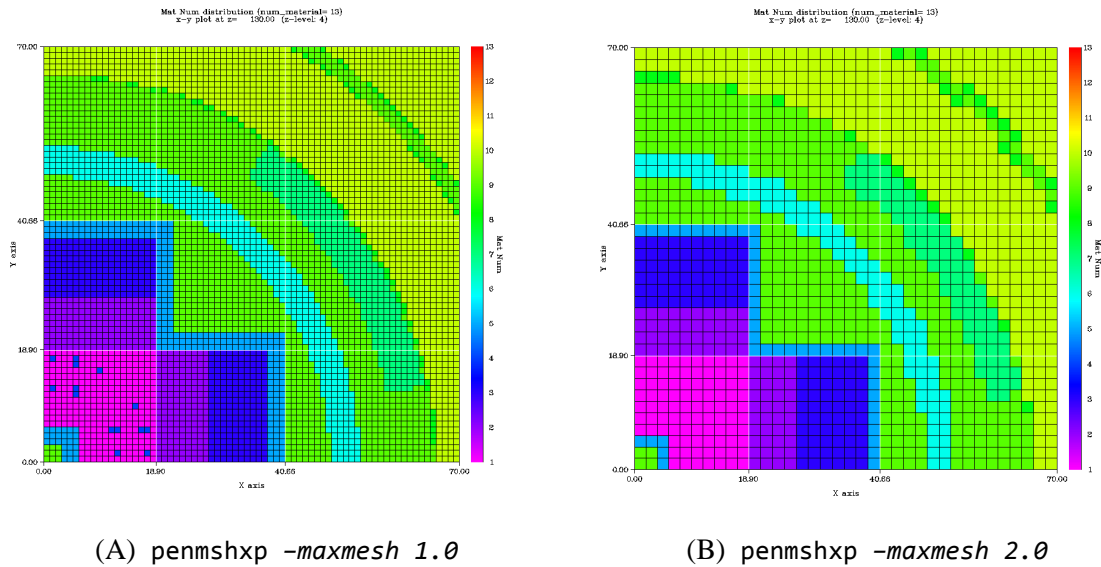 Mat Num distribution {num_material= 13}
x-y plot at z= 130.00 (z-level: 4)
70.00
40.66
18.90
0.00
Y axis
0.00 18.90 40.66 70.00
X axis
13
12
11
10
9
8
7
6
5
4
3
2
1
Mat Num
(A) penmshxp -maxmesh 1.0
Mat Num distribution {num_material= 13}
x-y plot at z= 130.00 (z-level: 4)
70.00
40.66
18.90
0.00
Y axis
0.00 18.90 40.66 70.00
X axis
13
12
11
10
9
8
7
6
5
4
3
2
1
Mat Num
(B) penmshxp -maxmesh 2.0